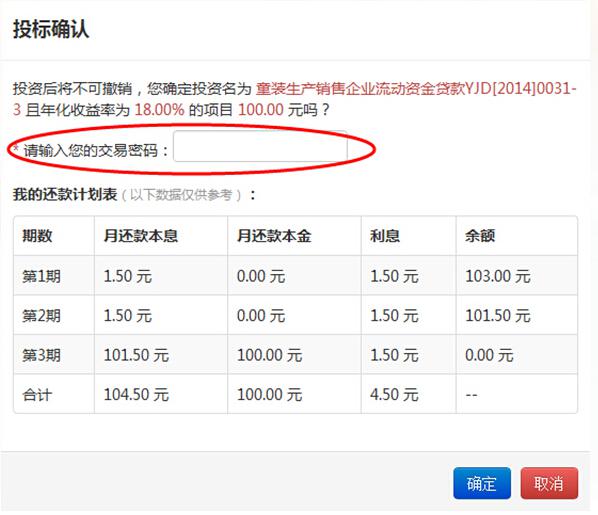 投标确认
投资后将不可撤销，您确定投资名为 童装生产销售企业流动资金贷款YJD[2014]0031-
3 且年化收益率为 18.00% 的项目 100.00 元吗？
* 请输入您的交易密码：
我的还款计划表（以下数据仅供参考）：
期数 月还款本息 月还款本金 利息 余额
第1期 1.50 元 0.00 元 1.50 元 103.00 元
第2期 1.50 元 0.00 元 1.50 元 101.50 元
第3期 101.50 元 100.00 元 1.50 元 0.00 元
合计 104.50 元 100.00 元 4.50 元 --
确定 取消